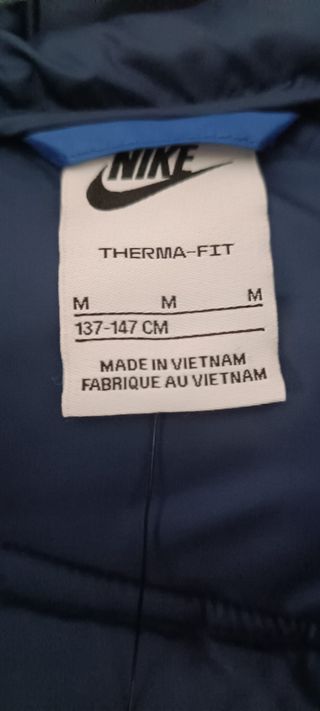 NIKE
THERMA-FIT
M M M
137-147 CM
MADE IN VIETNAM
FABRIQUE AU VIETNAM